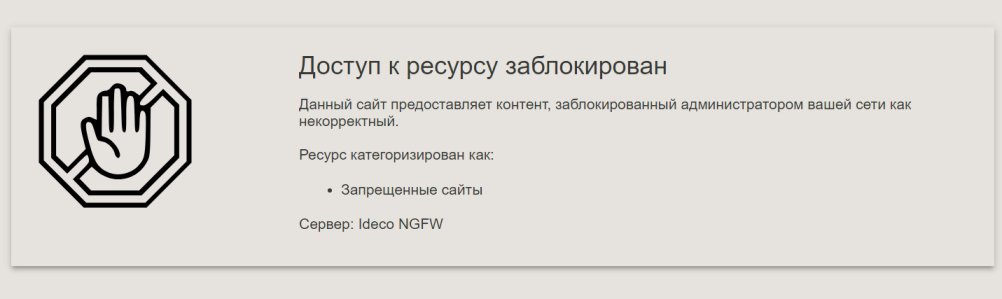 Доступ к ресурсу заблокирован
Данный сайт предоставляет контент, заблокированный администратором вашей сети как
некорректный.
Ресурс категоризирован как:
• Запрещенные сайты
Сервер: Ideco NGFW